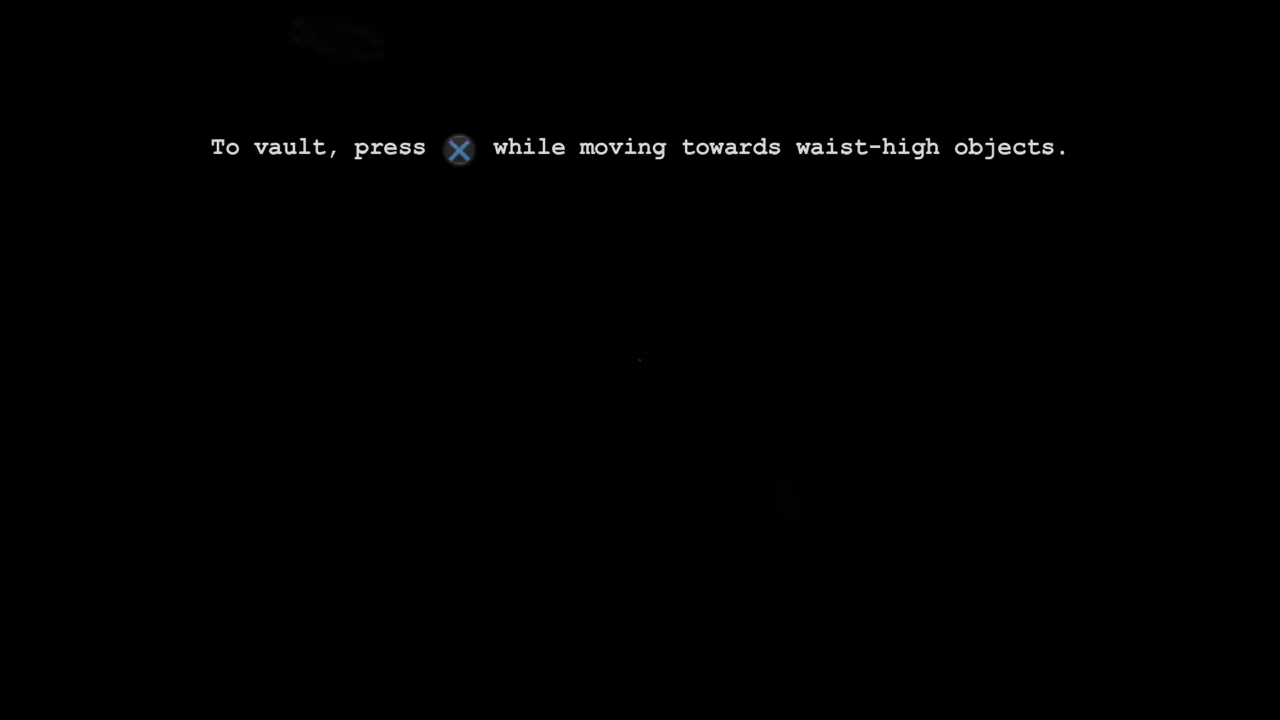 To vault, press ✕ while moving towards waist-high objects.